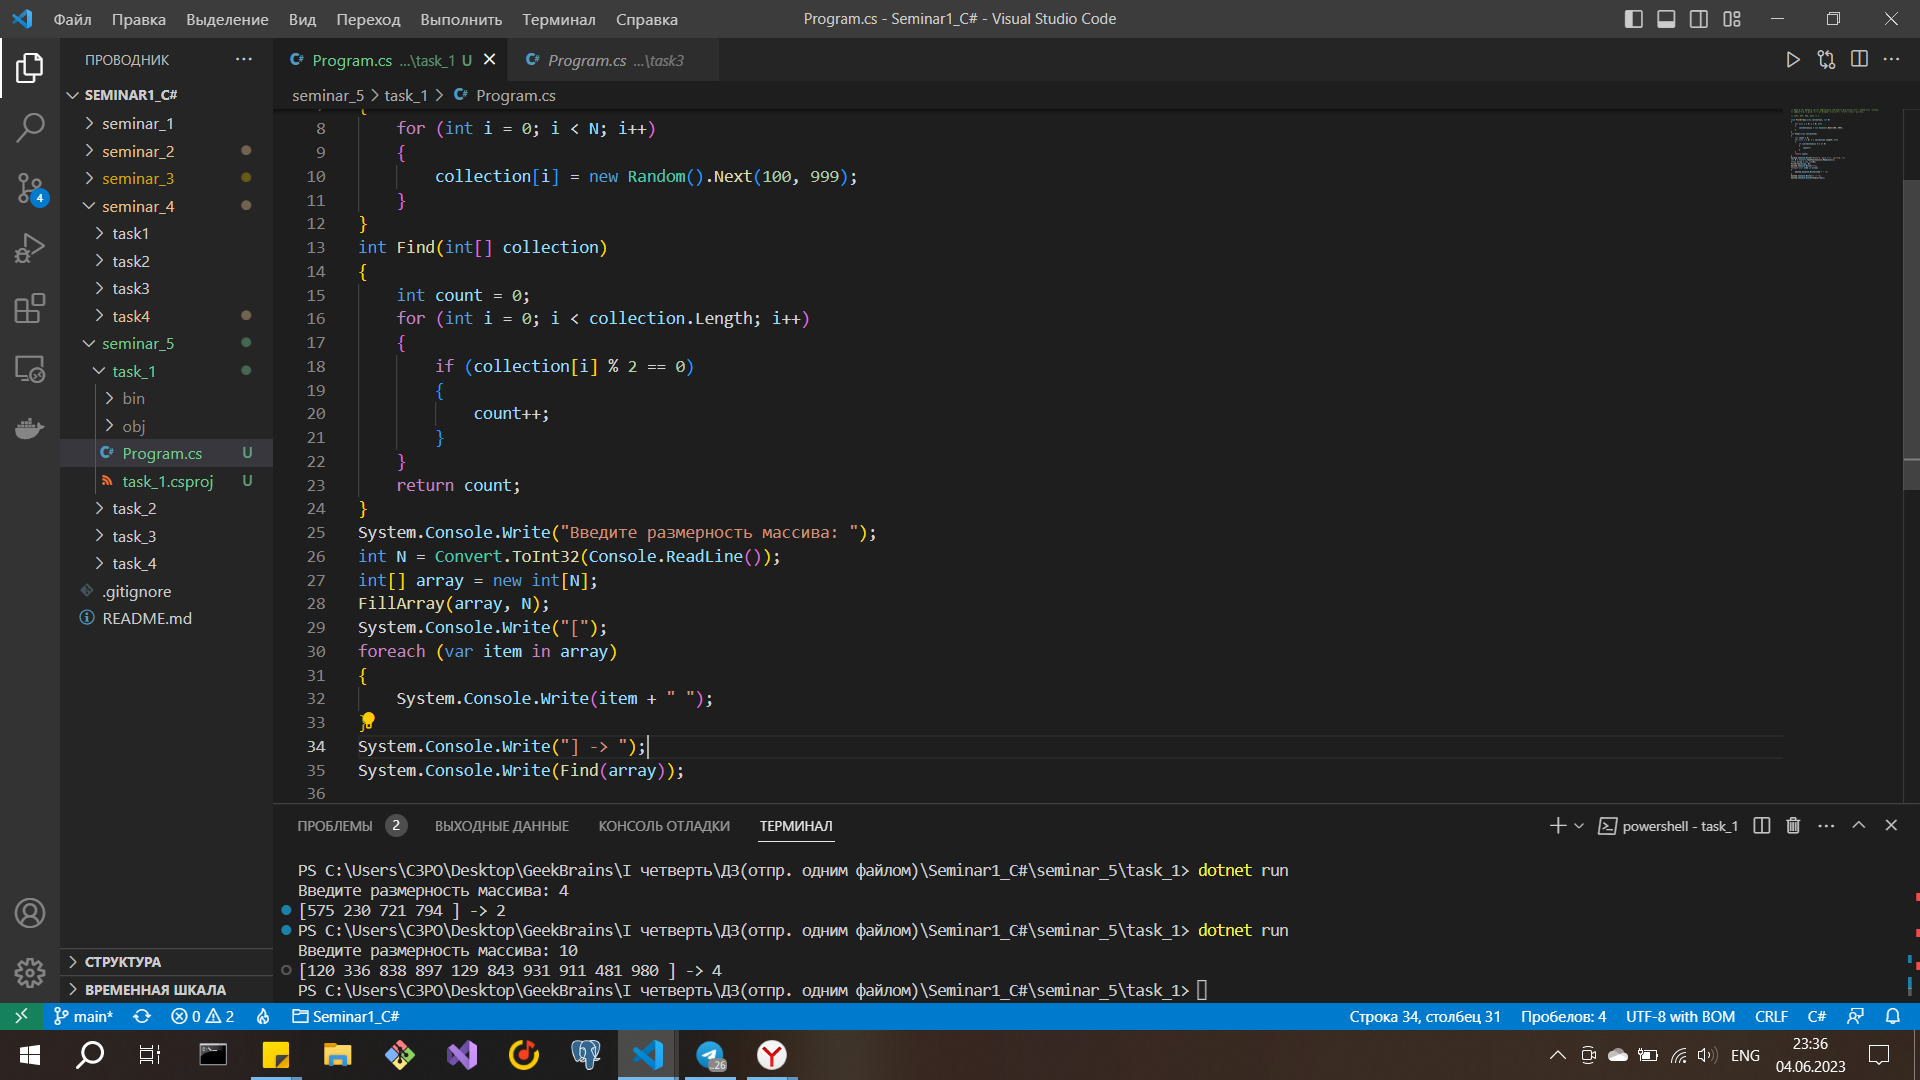 Файл Правка Выделение Вид Переход Выполнить Терминал Справка
Program.cs - Seminar1_C# - Visual Studio Code
ПРОВОДНИК
SEMINAR1_C#
seminar_1
seminar_2
seminar_3
seminar_4
task1
task2
task3
task4
seminar_5
task_1
bin
obj
C# Program.cs U
task_1.csproj U
task_2
task_3
task_4
.gitignore
README.md
СТРУКТУРА
ВРЕМЕННАЯ ШКАЛА
4
C# Program.cs ...\task_1 U
C# Program.cs ...\task3
seminar_5 > task_1 > C# Program.cs
{
8 for (int i = 0; i < N; i++)
9 {
10 collection[i] = new Random().Next(100, 999);
11 }
12 }
13 int Find(int[] collection)
14 {
15 int count = 0;
16 for (int i = 0; i < collection.Length; i++)
17 {
18 if (collection[i] % 2 == 0)
19 {
20 count++;
21 }
22 }
23 return count;
24 }
25 System.Console.Write("Введите размерность массива: ");
26 int N = Convert.ToInt32(Console.ReadLine());
27 int[] array = new int[N];
28 FillArray(array, N);
29 System.Console.Write("[");
30 foreach (var item in array)
31 {
32 System.Console.Write(item + " ");
33 }
34 System.Console.Write("] -> ");
35 System.Console.Write(Find(array));
36
ПРОБЛЕМЫ 2 ВЫХОДНЫЕ ДАННЫЕ КОНСОЛЬ ОТЛАДКИ ТЕРМИНАЛ
powershell - task_1
PS C:\Users\C3PO\Desktop\GeekBrains\I четверть\ДЗ(отпр. одним файлом)\Seminar1_C#\seminar_5\task_1> dotnet run
Введите размерность массива: 4
[575 230 721 794 ] -> 2
PS C:\Users\C3PO\Desktop\GeekBrains\I четверть\ДЗ(отпр. одним файлом)\Seminar1_C#\seminar_5\task_1> dotnet run
Введите размерность массива: 10
[120 336 838 897 129 843 931 911 481 980 ] -> 4
PS C:\Users\C3PO\Desktop\GeekBrains\I четверть\ДЗ(отпр. одним файлом)\Seminar1_C#\seminar_5\task_1>
main* 0 2 Seminar1_C#
Строка 34, столбец 31 Пробелов: 4 UTF-8 with BOM CRLF C#
26
ENG
23:36
04.06.2023